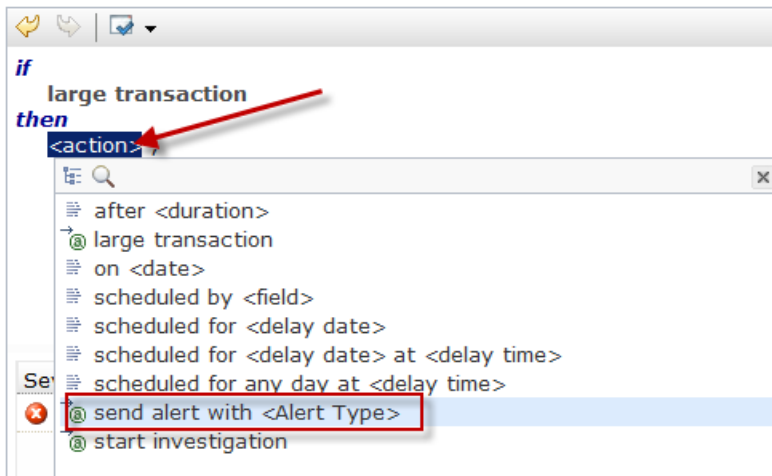 if
large transaction
then
<action> ;
after <duration>
large transaction
on <date>
scheduled by <field>
scheduled for <delay date>
scheduled for <delay date> at <delay time>
scheduled for any day at <delay time>
send alert with <Alert Type>
start investigation